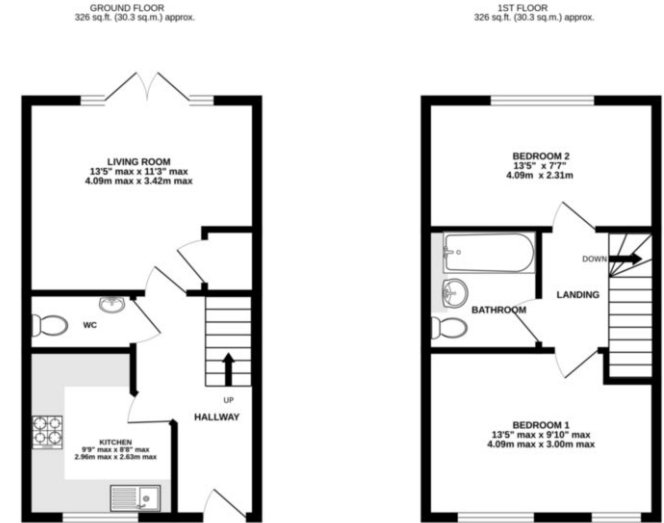 GROUND FLOOR
326 sq.ft. (30.3 sq.m.) approx.
1ST FLOOR
326 sq.ft. (30.3 sq.m.) approx.
LIVING ROOM
13'5" max x 11'3" max
4.09m max x 3.42m max
WC
UP
HALLWAY
KITCHEN
9'9" max x 8'8" max
2.96m max x 2.63m max
BEDROOM 2
13'5" x 7'7"
4.09m x 2.31m
DOWN
LANDING
BATHROOM
BEDROOM 1
13'5" max x 9'10" max
4.09m max x 3.00m max